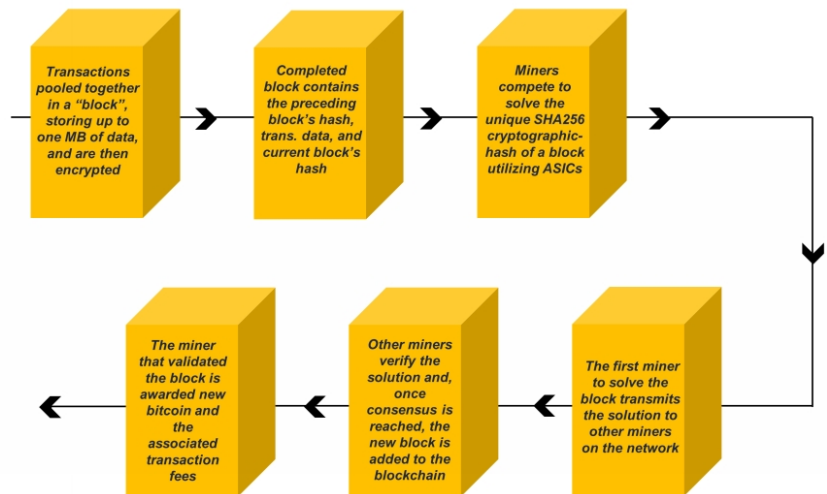 Transactions
pooled together
in a “block”,
storing up to
one MB of data,
and are then
encrypted
Completed
block contains
the preceding
block’s hash,
trans. data, and
current block’s
hash
Miners
compete to
solve the
unique SHA256
cryptographic-
hash of a block
utilizing ASICs
The first miner
to solve the
block transmits
the solution to
other miners
on the network
Other miners
verify the
solution and,
once
consensus is
reached, the
new block is
added to the
blockchain
The miner
that validated
the block is
awarded new
bitcoin and
the
associated
transaction
fees